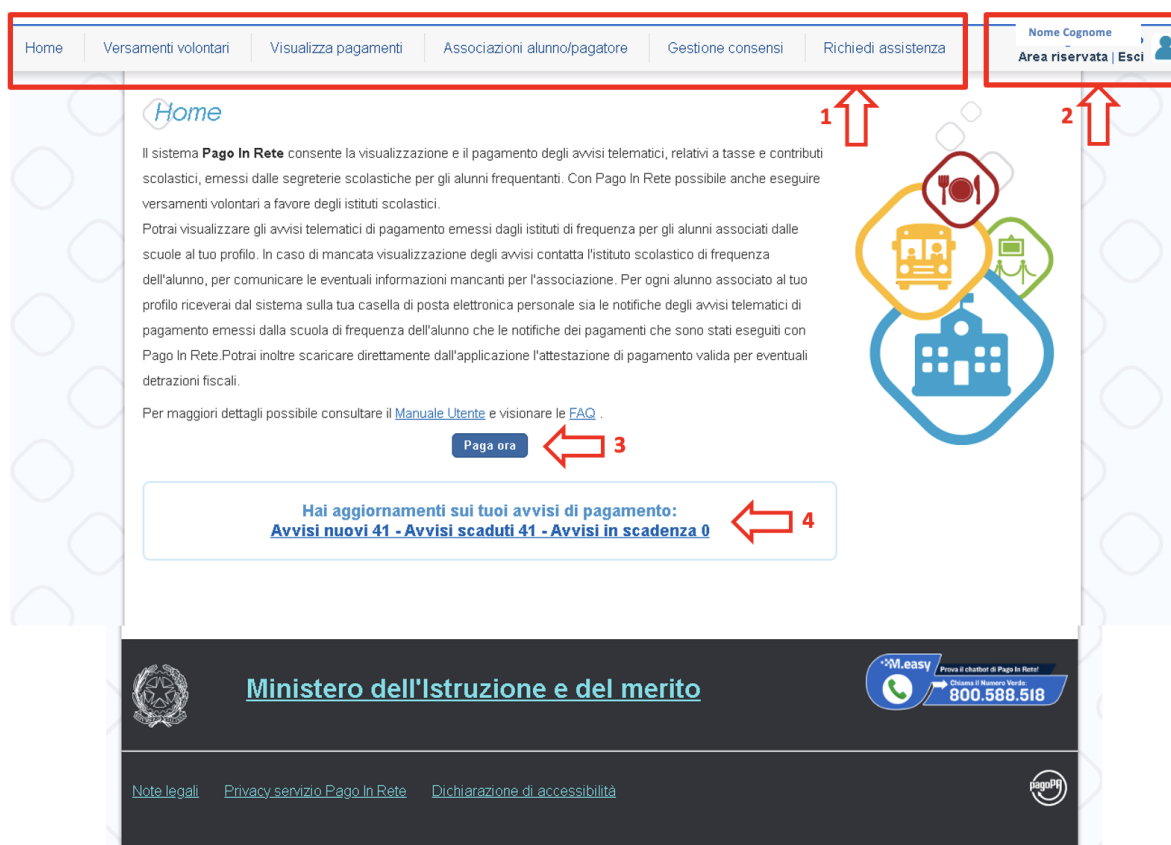 Home Versamenti volontari Visualizza pagamenti Associazioni alunno/pagatore Gestione consensi Richiedi assistenza
Nome Cognome
Area riservata | Esci
1
2
Home
Il sistema Pago In Rete consente la visualizzazione e il pagamento degli avvisi telematici, relativi a tasse e contributi
scolastici, emessi dalle segreterie scolastiche per gli alunni frequentanti. Con Pago In Rete possibile anche eseguire
versamenti volontari a favore degli istituti scolastici.
Potrai visualizzare gli avvisi telematici di pagamento emessi dagli istituti di frequenza per gli alunni associati dalle
scuole al tuo profilo. In caso di mancata visualizzazione degli avvisi contatta l'istituto scolastico di frequenza
dell'alunno, per comunicare le eventuali informazioni mancanti per l'associazione. Per ogni alunno associato al tuo
profilo riceverai dal sistema sulla tua casella di posta elettronica personale sia le notifiche degli avvisi telematici di
pagamento emessi dalla scuola di frequenza dell'alunno che le notifiche dei pagamenti che sono stati eseguiti con
Pago In Rete.Potrai inoltre scaricare direttamente dall'applicazione l'attestazione di pagamento valida per eventuali
detrazioni fiscali.
Per maggiori dettagli possibile consultare il Manuale Utente e visionare le FAQ .
Paga ora
3
Hai aggiornamenti sui tuoi avvisi di pagamento:
Avvisi nuovi 41 - Avvisi scaduti 41 - Avvisi in scadenza 0
4
Ministero dell'Istruzione e del merito
M.easy
Prova il chatbot di Pago In Rete!
Chiama il Numero Verde:
800.588.518
Note legali Privacy servizio Pago In Rete Dichiarazione di accessibilità
pagoPA